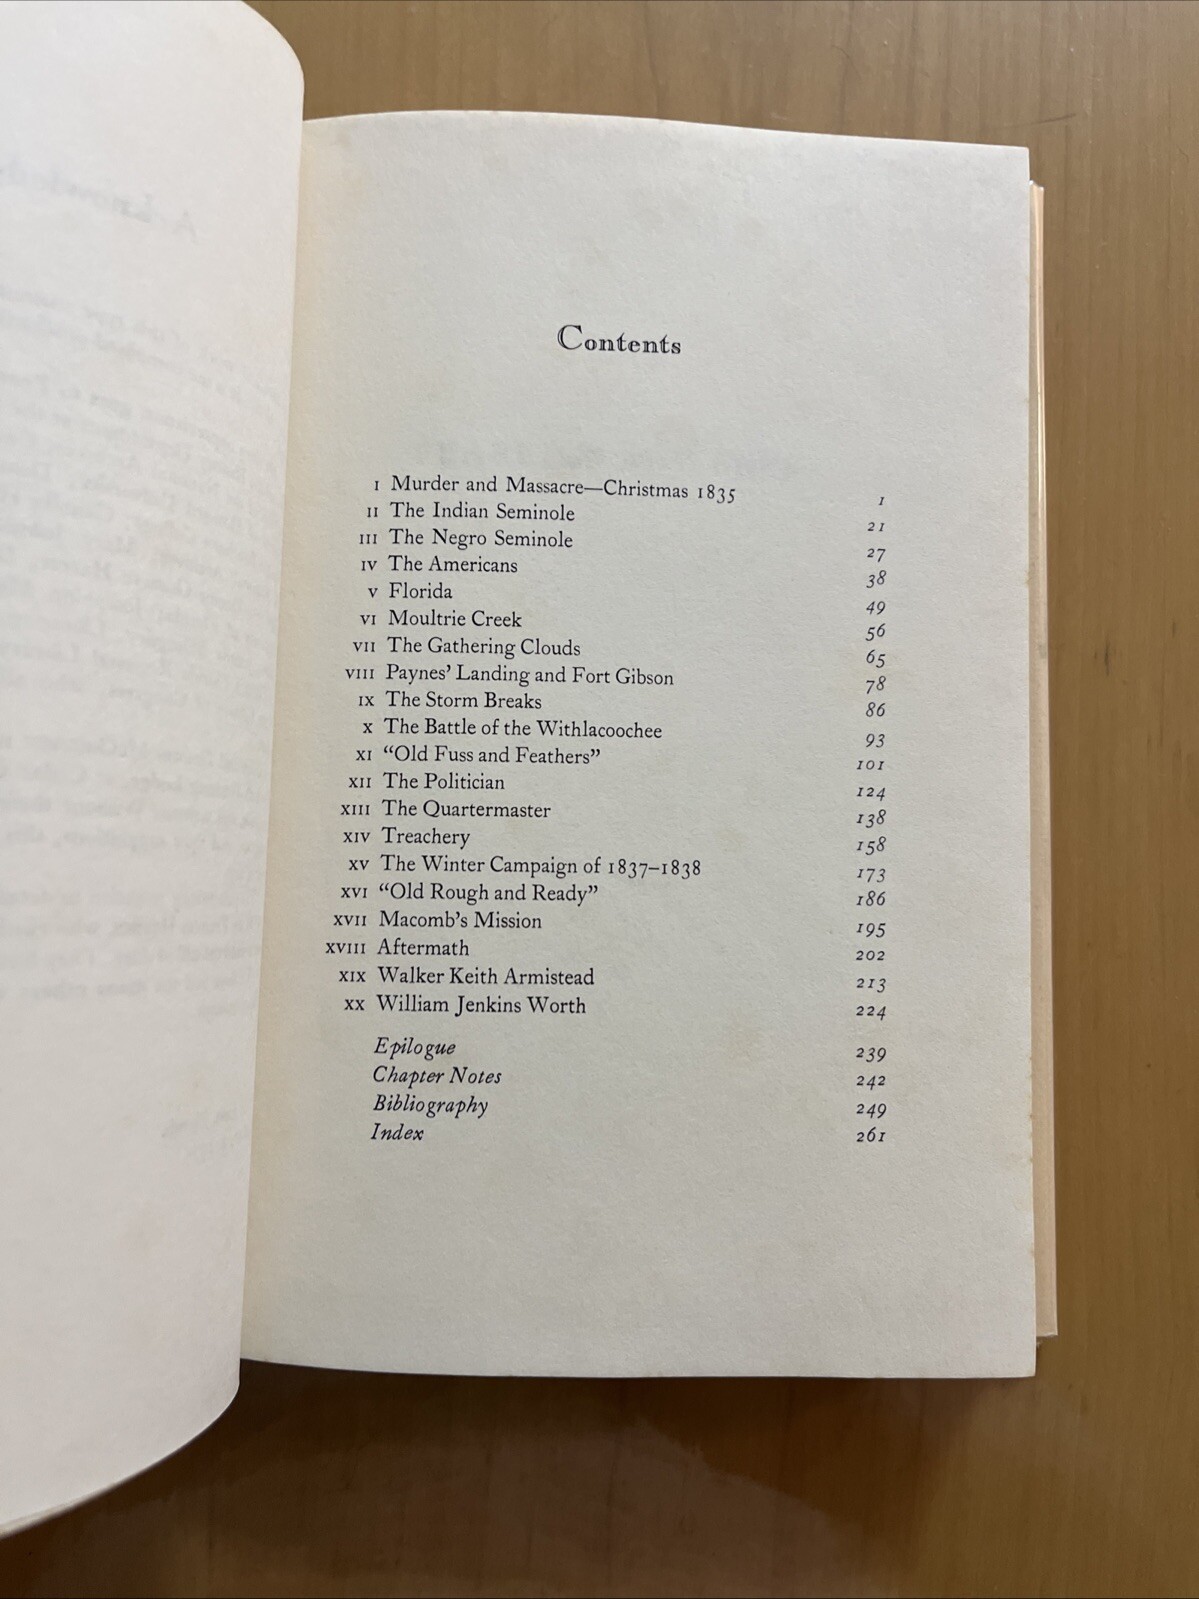 Contents
I Murder and Massacre—Christmas 1835 1
II The Indian Seminole 21
III The Negro Seminole 27
IV The Americans 38
V Florida 49
VI Moultrie Creek 56
VII The Gathering Clouds 65
VIII Paynes' Landing and Fort Gibson 78
IX The Storm Breaks 86
X The Battle of the Withlacoochee 93
XI “Old Fuss and Feathers” 101
XII The Politician 124
XIII The Quartermaster 138
XIV Treachery 158
XV The Winter Campaign of 1837–1838 173
XVI “Old Rough and Ready” 186
XVII Macomb's Mission 195
XVIII Aftermath 202
XIX Walker Keith Armistead 213
XX William Jenkins Worth 224
Epilogue 239
Chapter Notes 242
Bibliography 249
Index 261